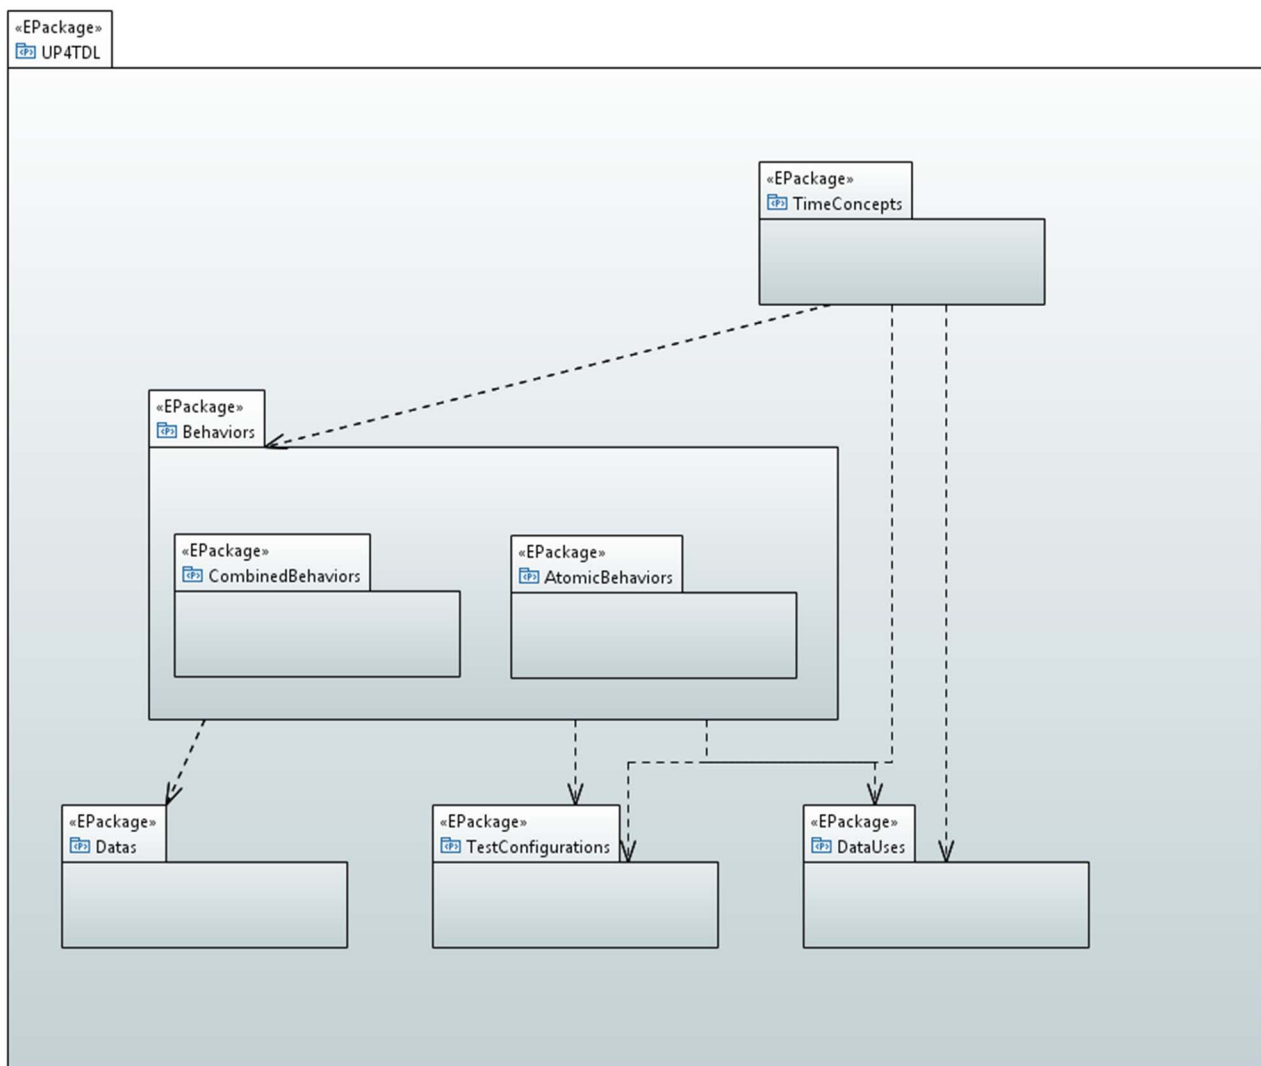 «EPackage»
UP4TDL
«EPackage»
TimeConcepts
«EPackage»
Behaviors
«EPackage»
CombinedBehaviors
«EPackage»
AtomicBehaviors
«EPackage»
Datas
«EPackage»
TestConfigurations
«EPackage»
DataUses